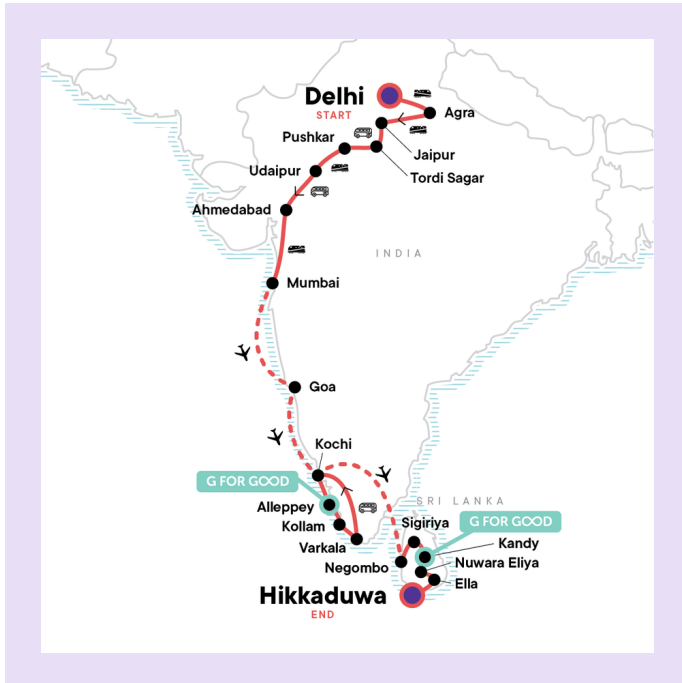 Delhi
START
Agra
Pushkar
Jaipur
Tordi Sagar
Udaipur
Ahmedabad
INDIA
Mumbai
Goa
Kochi
G FOR GOOD
SRI LANKA
Alleppey
Sigiriya
G FOR GOOD
Kollam
Kandy
Varkala
Negombo
Nuwara Eliya
Ella
Hikkaduwa
END